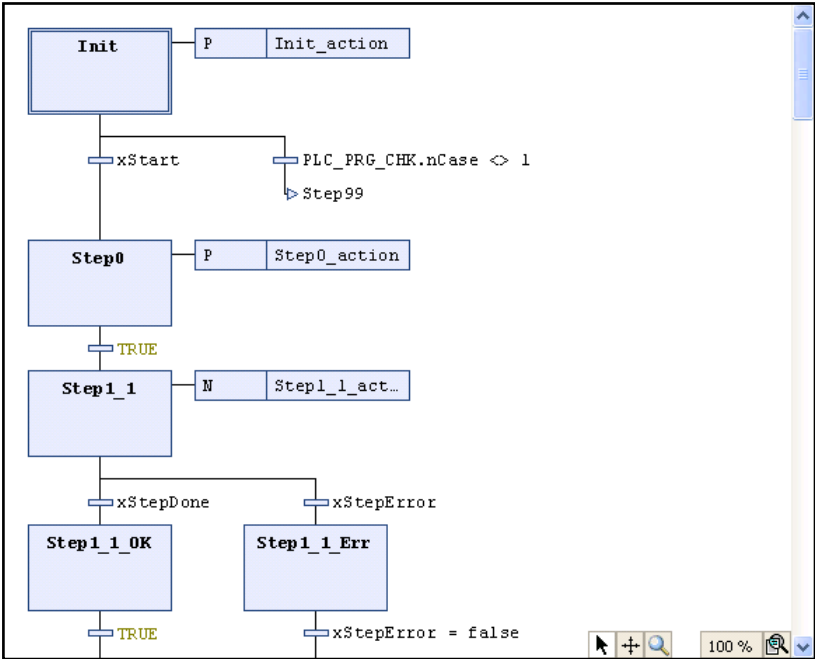 Init
P Init_action
xStart
PLC_PRG_CHK.nCase <> 1
Step99
Step0
P Step0_action
TRUE
Step1_1
N Step1_1_act…
xStepDone
xStepError
Step1_1_OK
Step1_1_Err
TRUE
xStepError = false
100 %